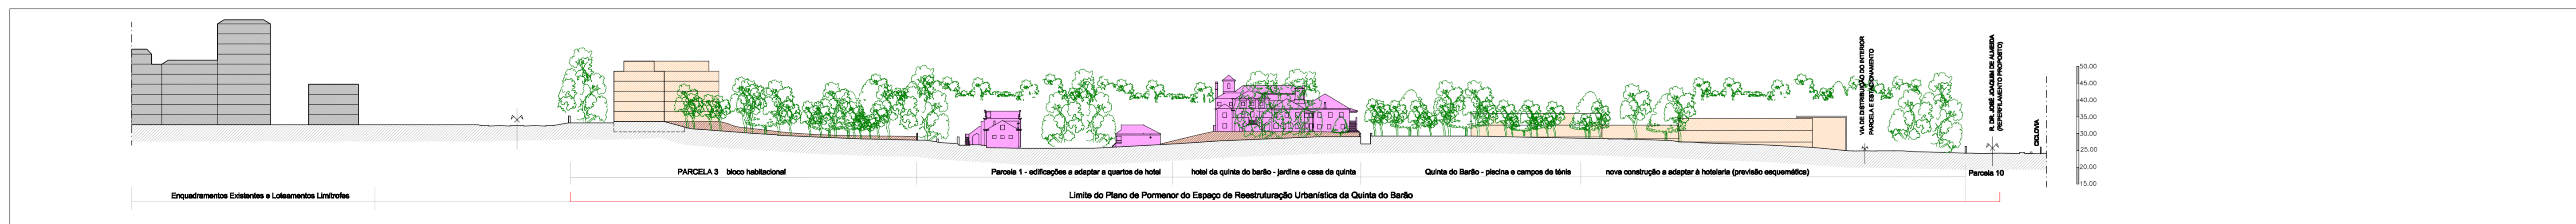 VIA DE DISTRIBUIÇÃO DO INTERIOR
PARCELA E ESTACIONAMENTO
R. DR. JOSÉ JOAQUIM DE ALMEIDA
(REPERFILAMENTO PROPOSTO)
CICLOVIA
50.00
45.00
40.00
35.00
30.00
25.00
20.00
15.00
PARCELA 3 bloco habitacional
Parcela 1 - edificações a adaptar a quartos de hotel
hotel da quinta do barão - jardins e casa da quinta
Quinta do Barão - piscina e campos de ténis
nova construção a adaptar à hotelaria (previsão esquemática)
Parcela 10
Enquadramentos Existentes e Loteamentos Limítrofes
Limite do Plano de Pormenor do Espaço de Reestruturação Urbanística da Quinta do Barão